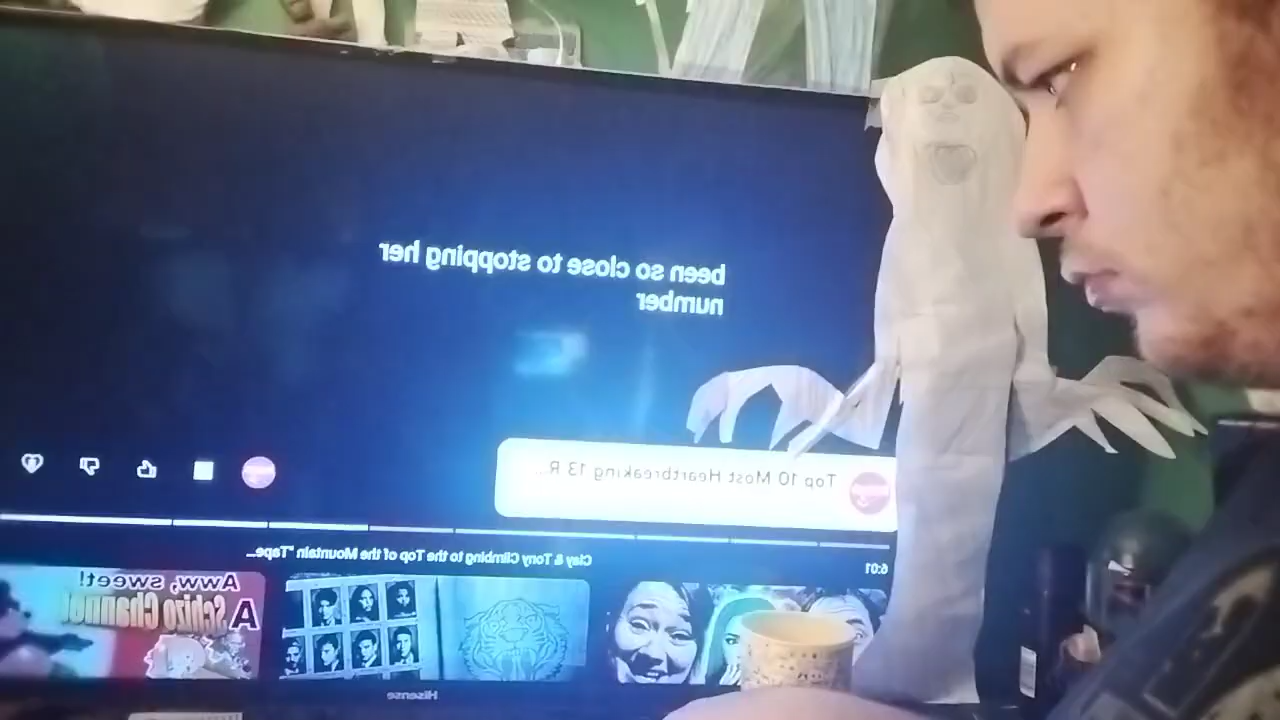 been so close to stopping her
number
Top 10 Most Heartbreaking 13 R...
Clay & Tony Climbing to the Top of the Mountain "Tape...
6:01
Aww, sweet!
A Schizo Channel
Hisense